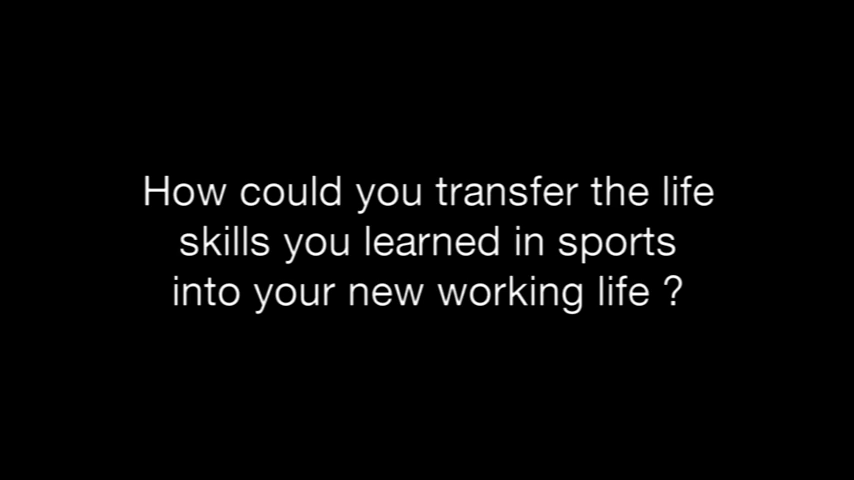 How could you transfer the life
skills you learned in sports
into your new working life ?